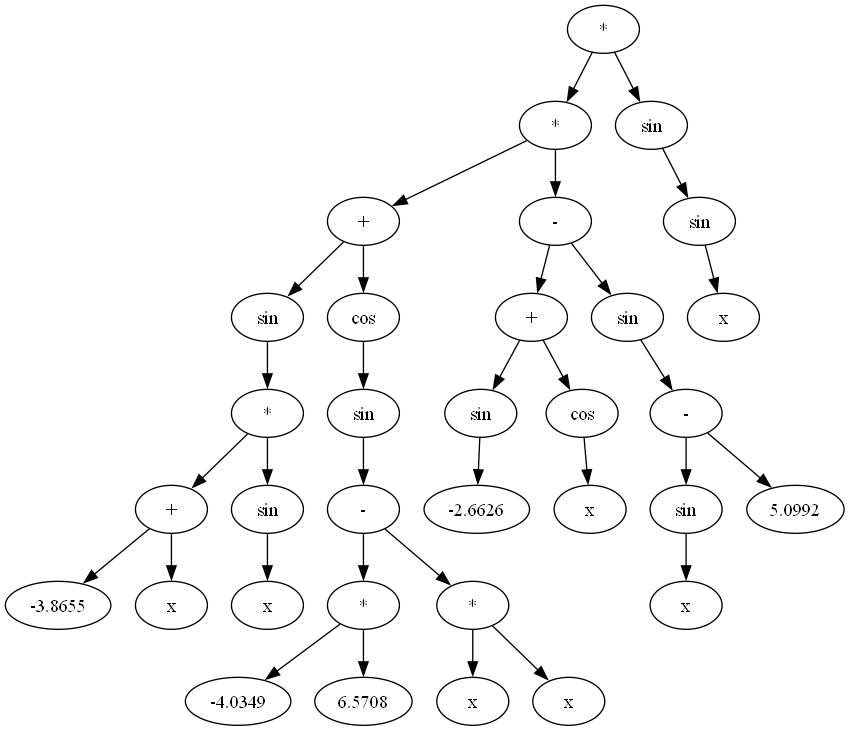 *
* sin
+ - sin
sin cos + sin x
* sin sin cos -
+ sin - -2.6626 x sin 5.0992
-3.8655 x x * * x
-4.0349 6.5708 x x